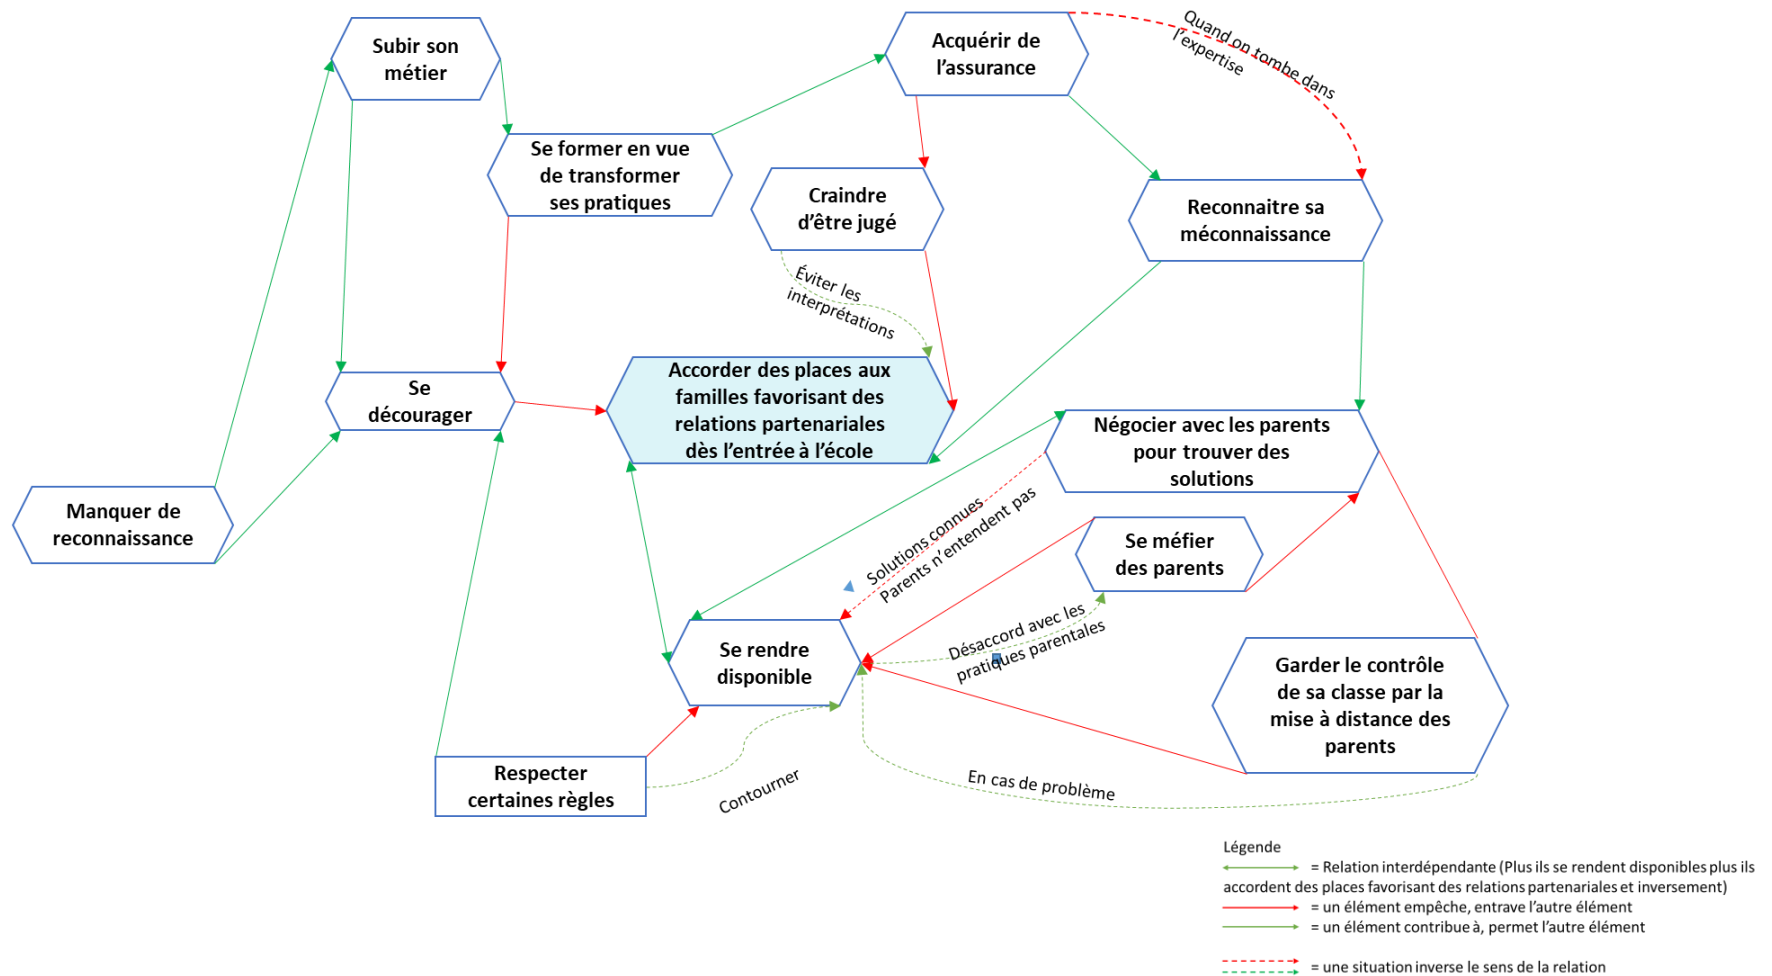 Subir son
métier
Acquérir de
l’assurance
Quand on tombe dans
l’expertise
Se former en vue
de transformer
ses pratiques
Craindre
d’être jugé
Reconnaitre sa
méconnaissance
Éviter les
interprétations
Se
décourager
Accorder des places aux
familles favorisant des
relations partenariales
dès l’entrée à l’école
Négocier avec les parents
pour trouver des
solutions
Manquer de
reconnaissance
Solutions connues
Parents n’entendent pas
Se méfier
des parents
Désaccord avec les
pratiques parentales
Se rendre
disponible
Garder le contrôle
de sa classe par la
mise à distance des
parents
Respecter
certaines règles
Contourner
En cas de problème
Légende
= Relation interdépendante (Plus ils se rendent disponibles plus ils
accordent des places favorisant des relations partenariales et inversement)
= un élément empêche, entrave l’autre élément
= un élément contribue à, permet l’autre élément
= une situation inverse le sens de la relation